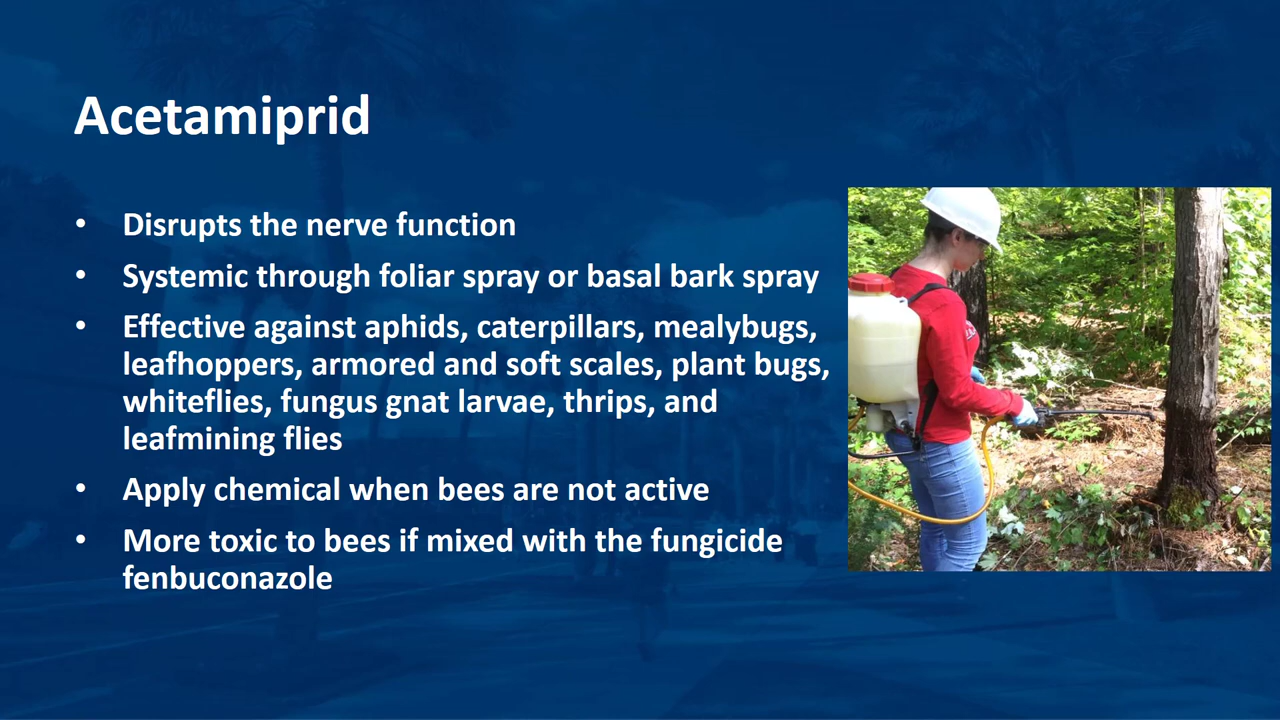 Acetamiprid
• Disrupts the nerve function
• Systemic through foliar spray or basal bark spray
• Effective against aphids, caterpillars, mealybugs,
leafhoppers, armored and soft scales, plant bugs,
whiteflies, fungus gnat larvae, thrips, and
leafmining flies
• Apply chemical when bees are not active
• More toxic to bees if mixed with the fungicide
fenbuconazole